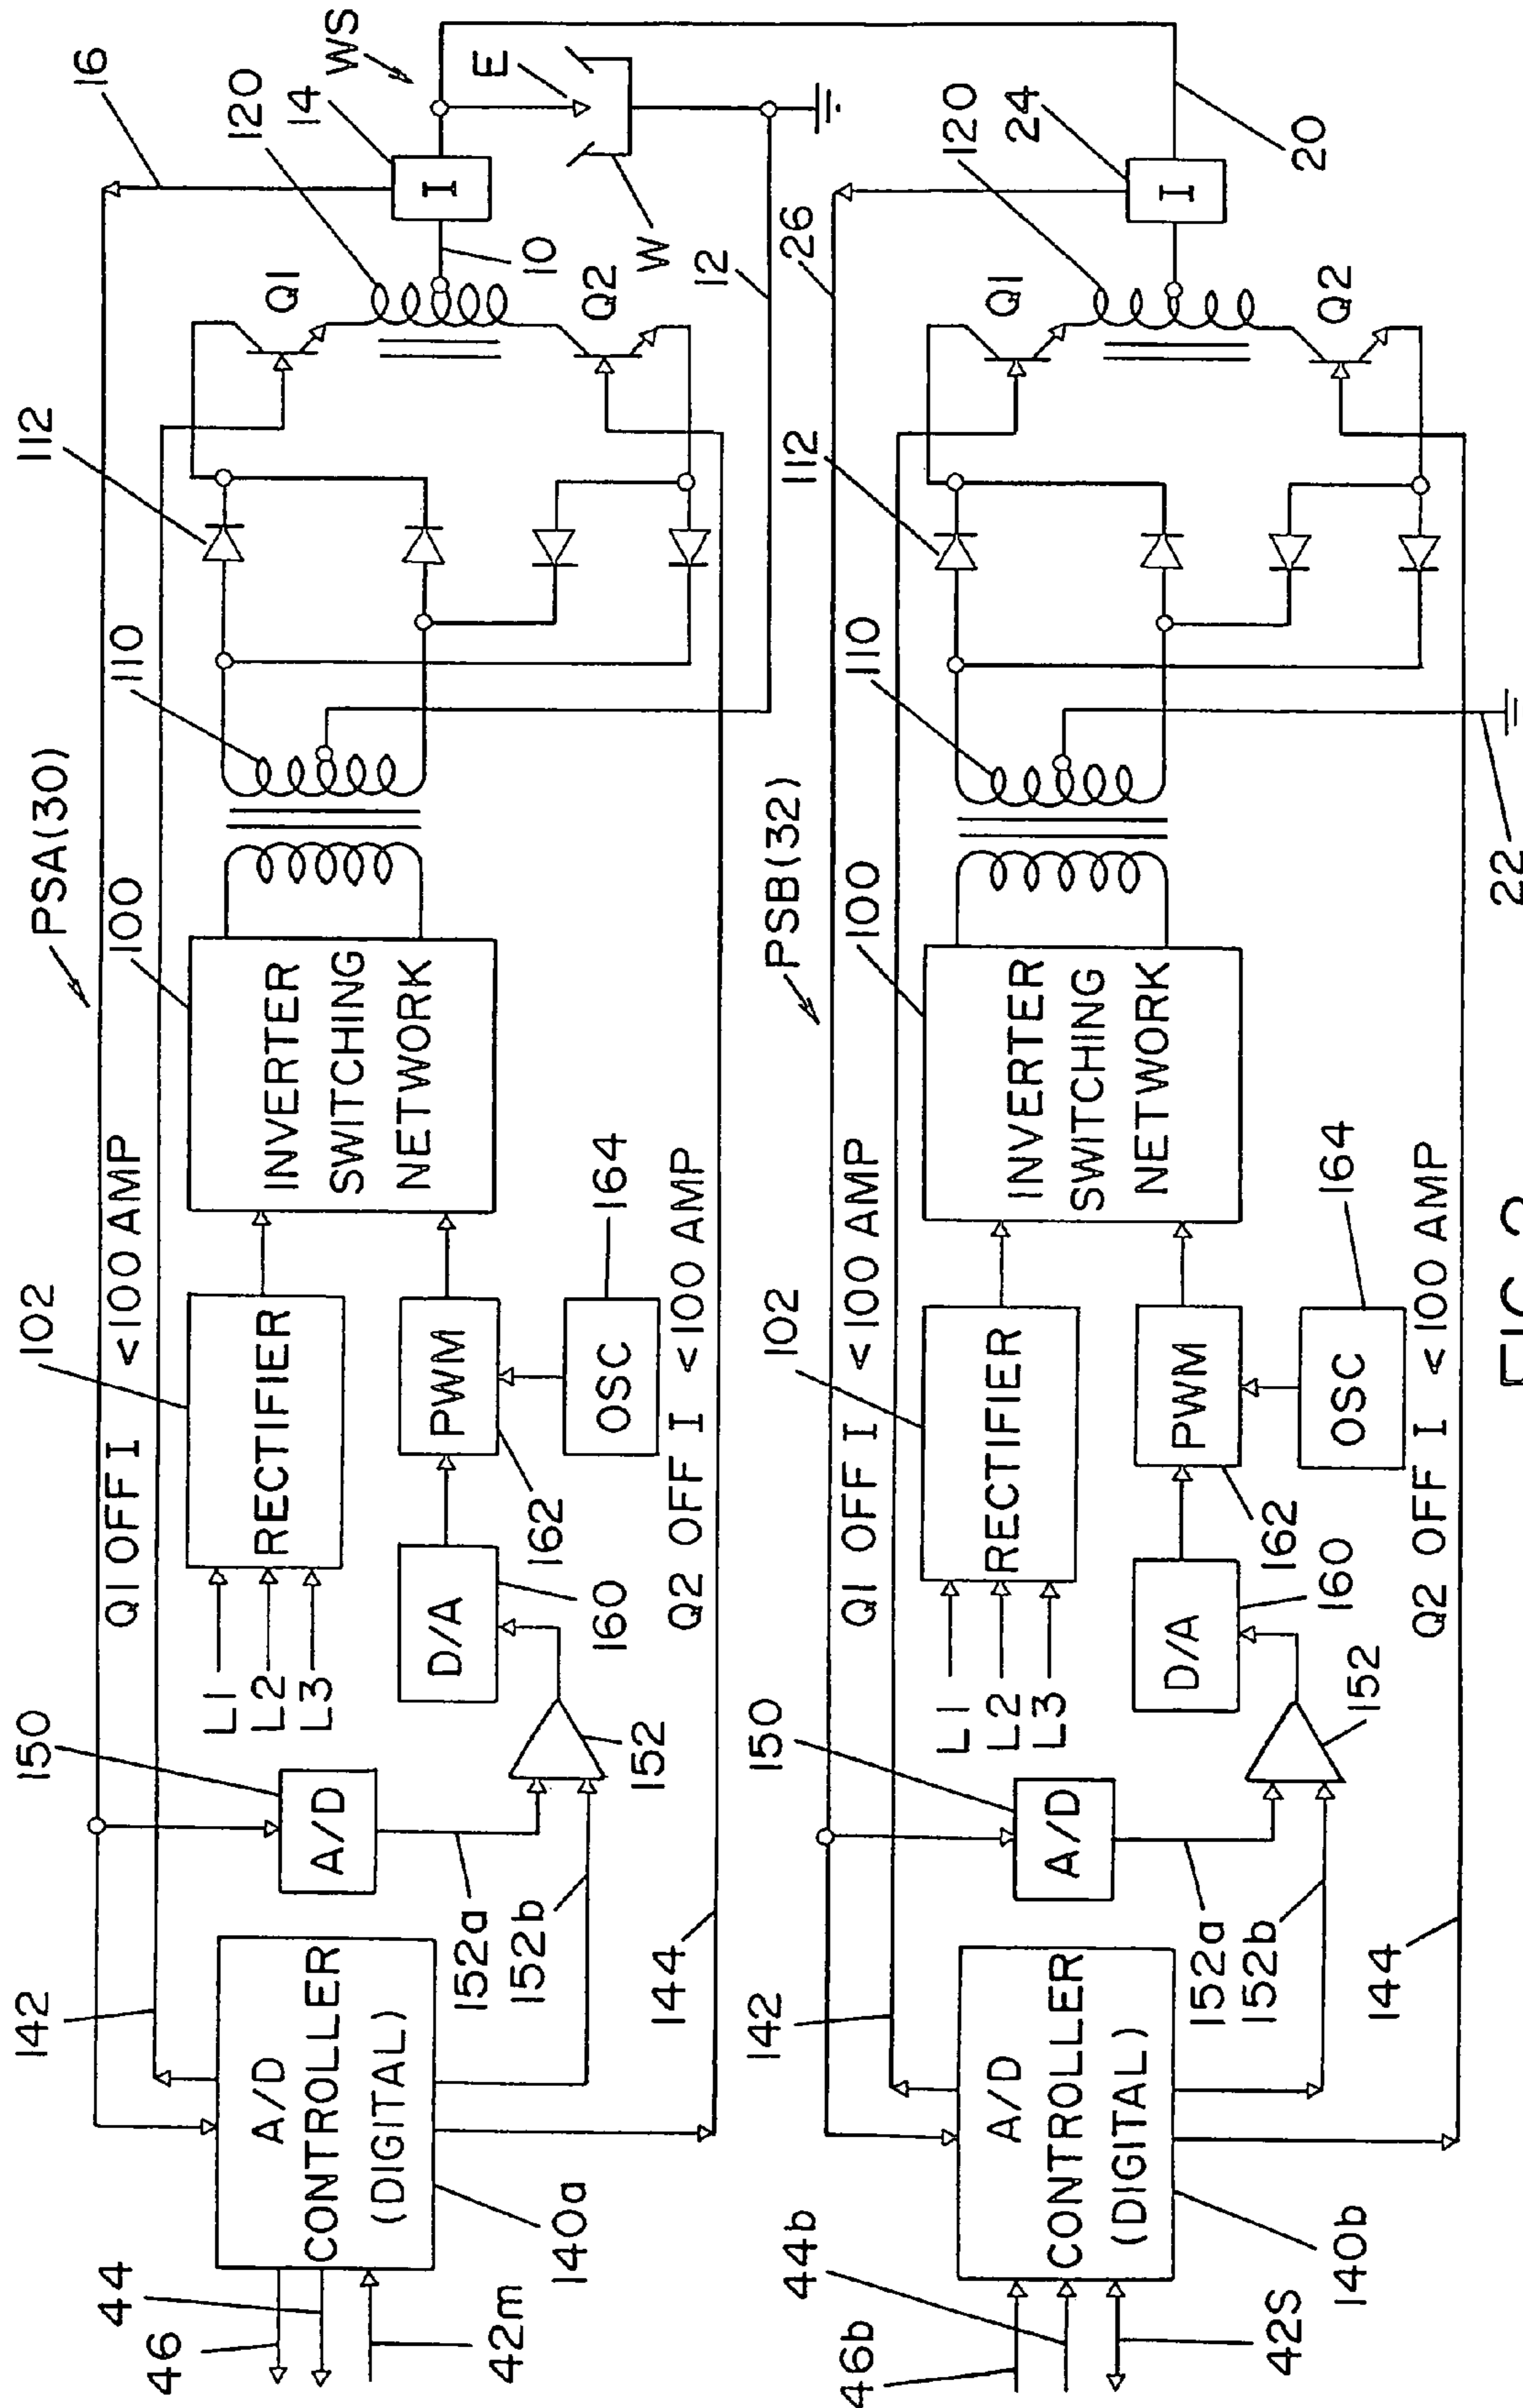 PSA(30)
16
WS
112
110
100
102
150
142
120
14
Q1 OFF I <100 AMP
Q1
E
I
L1
L2
L3
RECTIFIER
INVERTER
SWITCHING
NETWORK
10
W
44
46
A/D
CONTROLLER
(DIGITAL)
A/D
D/A
PWM
OSC
164
162
160
152
152a
152b
42m
140a
144
Q2 OFF I <100 AMP
Q2
12
PSB(32)
26
112
110
100
102
150
142
120
24
Q1 OFF I <100 AMP
Q1
I
20
L1
L2
L3
RECTIFIER
INVERTER
SWITCHING
NETWORK
44b
46b
A/D
CONTROLLER
(DIGITAL)
A/D
D/A
PWM
OSC
164
162
160
152
152a
152b
42S
140b
144
Q2 OFF I <100 AMP
Q2
22